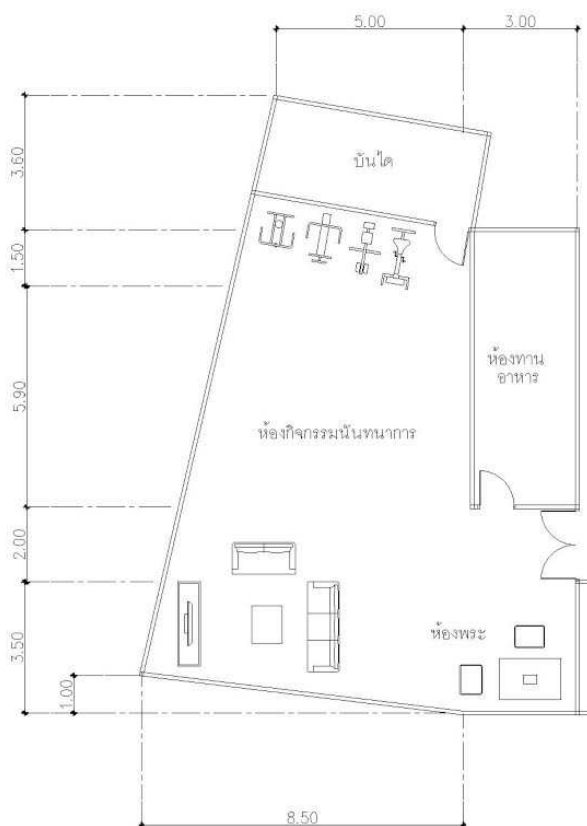 5.00
3.00
3.60
บันได
1.50
ห้องทาน
อาหาร
5.90
ห้องกิจกรรมนันทนาการ
2.00
3.50
ห้องพระ
1.00
8.50